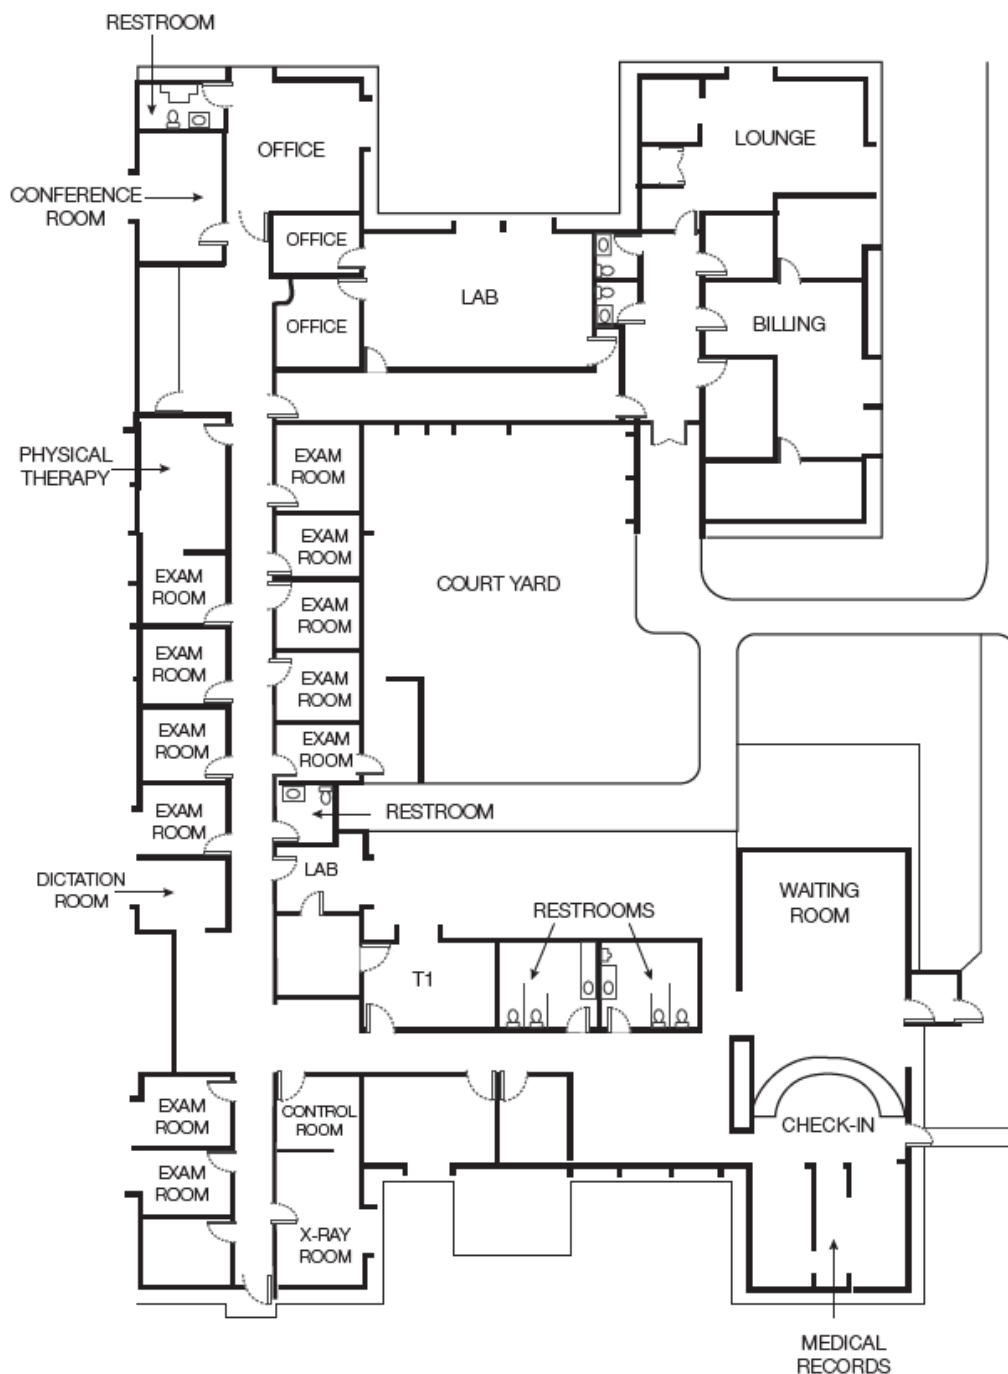 RESTROOM
OFFICE
LOUNGE
CONFERENCE
ROOM
OFFICE
LAB
OFFICE
BILLING
PHYSICAL
THERAPY
EXAM
ROOM
EXAM
ROOM
EXAM
ROOM
COURT YARD
EXAM
ROOM
EXAM
ROOM
EXAM
ROOM
EXAM
ROOM
EXAM
ROOM
EXAM
ROOM
RESTROOM
DICTATION
ROOM
LAB
WAITING
ROOM
RESTROOMS
T1
EXAM
ROOM
CONTROL
ROOM
CHECK-IN
EXAM
ROOM
X-RAY
ROOM
MEDICAL
RECORDS